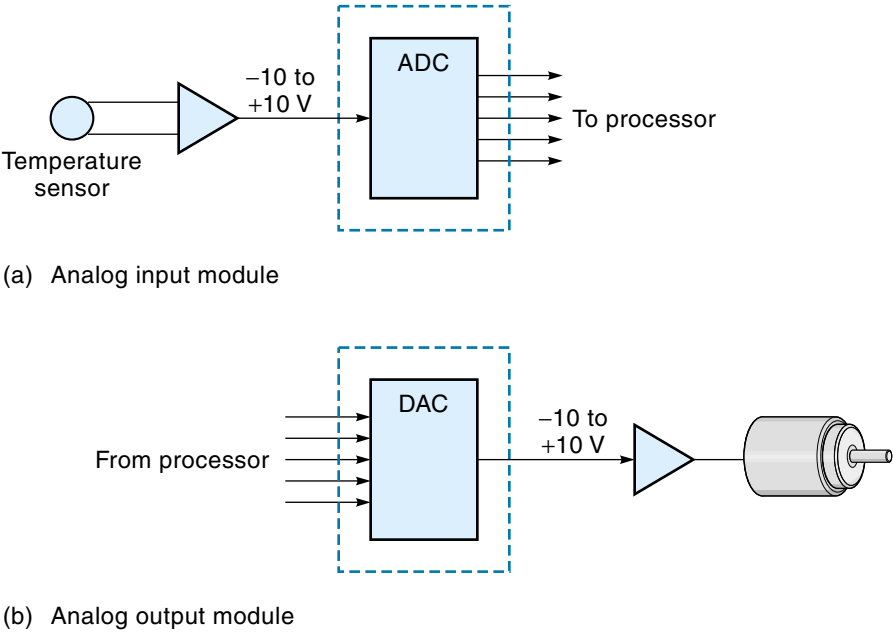 ADC
−10 to
+10 V
To processor
Temperature
sensor
(a) Analog input module
DAC
−10 to
+10 V
From processor
(b) Analog output module